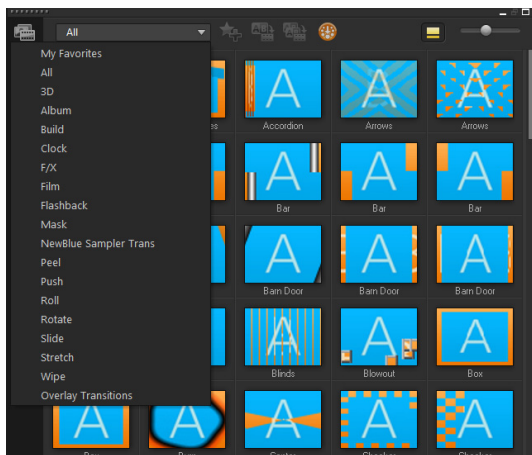 All
My Favorites
All
3D
Album
Build
Clock
F/X
Film
Flashback
Mask
NewBlue Sampler Trans
Peel
Push
Roll
Rotate
Slide
Stretch
Wipe
Overlay Transitions
A A A
Accordion Arrows Arrows
A A A
Bar Bar Bar
A A A
Barn Door Barn Door Barn Door
A A A
Blinds Blowout Box
A A A A A